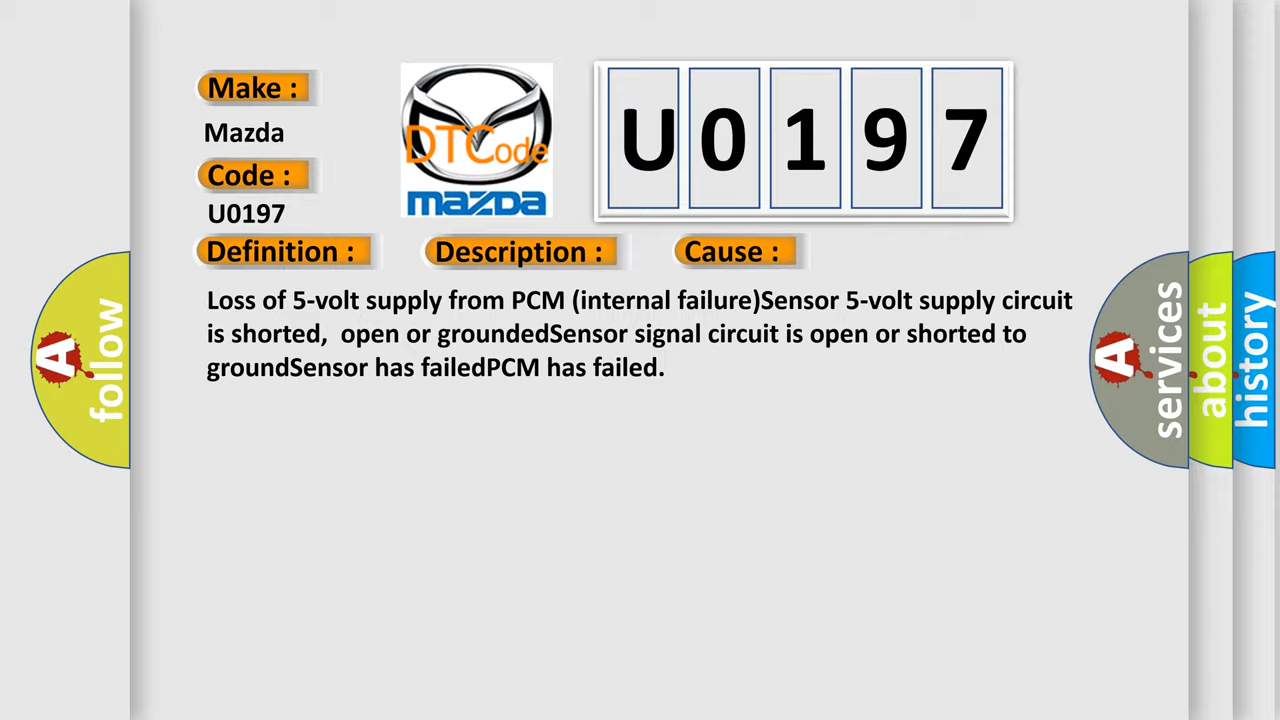 Make :
Mazda
Code :
U0197
DTCode
mazda
U0197
Definition :
Description :
Cause :
Loss of 5-volt supply from PCM (internal failureSensor 5-volt supply circuit
is shorted,  open or groundedSensor signal circuit is open or shorted to
groundSensor has failedPCM has failed.
A
follow
A
services
about
history